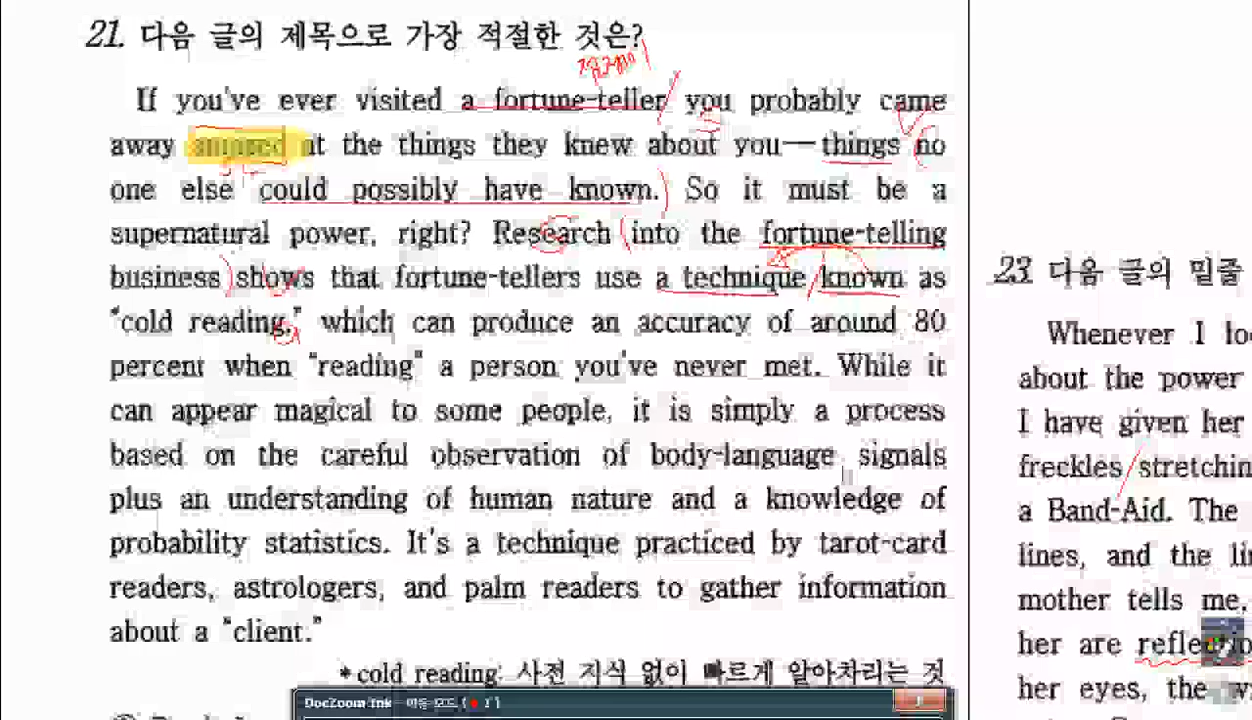 21. 다음 글의 제목으로 가장 적절한 것은?
점쟁이
If you've ever visited a fortune-teller you probably came
away amazed at the things they knew about you—things no
one else could possibly have known. So it must be a
supernatural power, right? Research into the fortune-telling
business shows that fortune-tellers use a technique known as
"cold reading," which can produce an accuracy of around 80
percent when "reading" a person you've never met. While it
can appear magical to some people, it is simply a process
based on the careful observation of body-language signals
plus an understanding of human nature and a knowledge of
probability statistics. It's a technique practiced by tarot-card
readers, astrologers, and palm readers to gather information
about a "client."
* cold reading: 사전 지식 없이 빠르게 알아차리는 것
DocZoom Ink
23. 다음 글의 밑줄
Whenever I lo
about the power
I have given her
freckles stretchin
a Band-Aid. The
lines, and the li
mother tells me,
her are reflectio
her eyes, the w